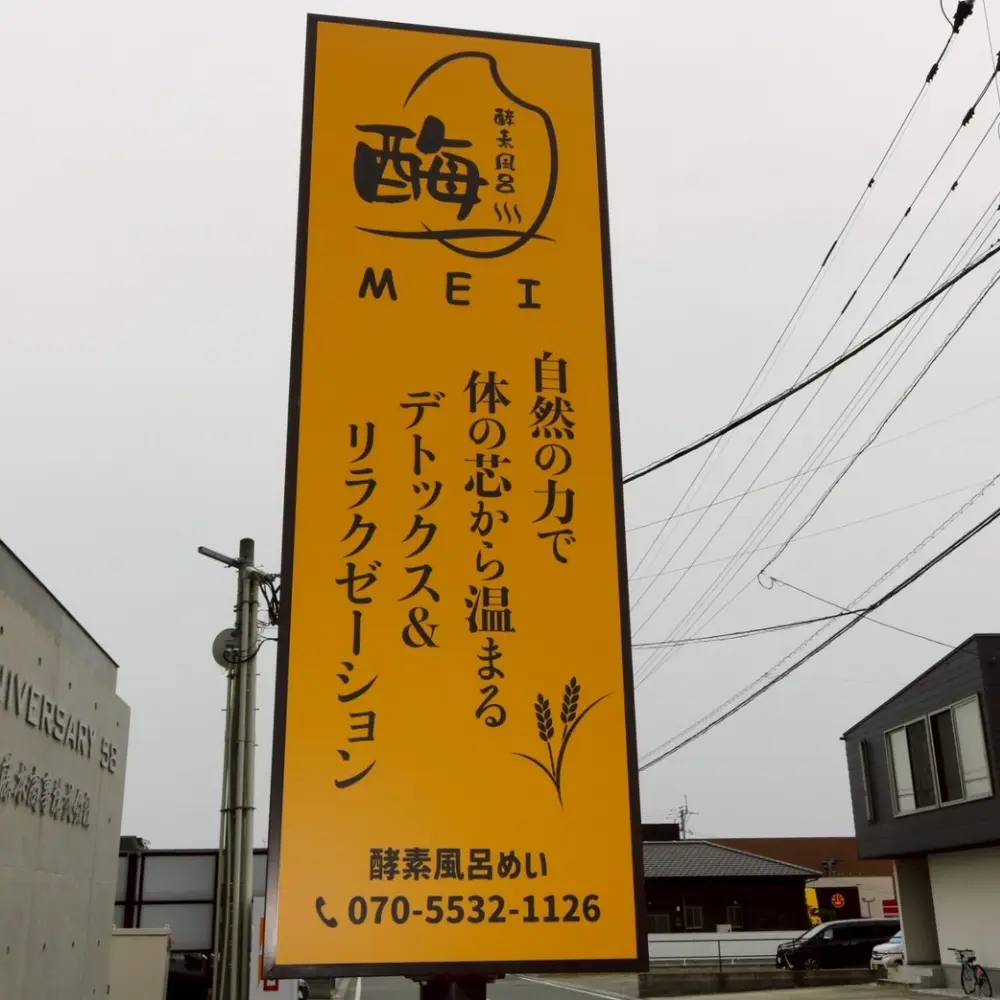 酵素風呂
酶
MEI
自然の力で
体の芯から温まる
デトックス&
リラクゼーション
酵素風呂めい
070-5532-1126
IVERSARY 58